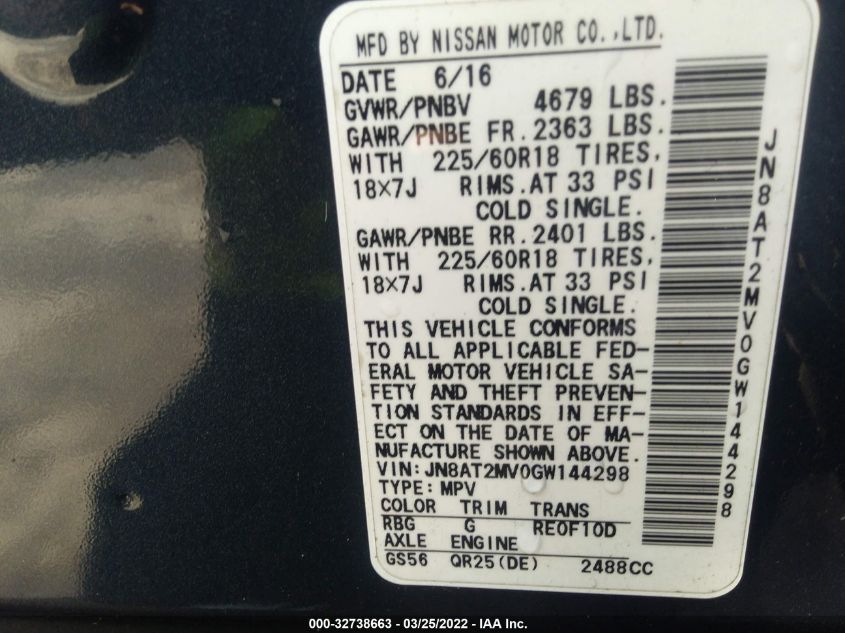 MFD BY NISSAN MOTOR CO.,LTD.
DATE 6/16
GVWR/PNBV 4679 LBS.
GAWR/PNBE FR. 2363 LBS.
WITH 225/60R18 TIRES,
18×7J RIMS.AT 33 PSI
COLD SINGLE.
GAWR/PNBE RR. 2401 LBS.
WITH 225/60R18 TIRES,
18×7J RIMS.AT 33 PSI
COLD SINGLE.
THIS VEHICLE CONFORMS
TO ALL APPLICABLE FED-
ERAL MOTOR VEHICLE SA-
FETY AND THEFT PREVEN-
TION STANDARDS IN EFF-
ECT ON THE DATE OF MA-
NUFACTURE SHOWN ABOVE.
VIN:JN8AT2MV0GW144298
TYPE:MPV
COLOR TRIM TRANS
RBG G RE0F10D
AXLE ENGINE
GS56 QR25(DE) 2488CC
JN8AT2MV0GW144298
000-32738663 - 03/25/2022 - IAA Inc.